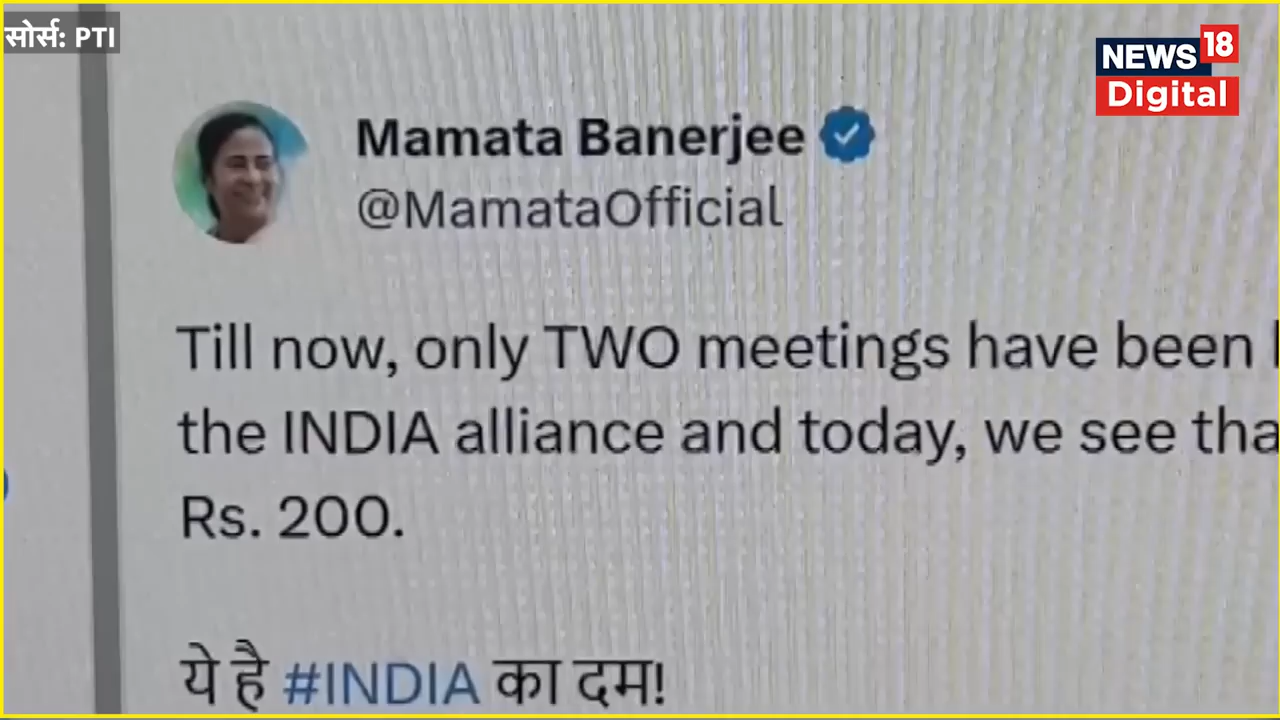 सोर्स: PTI
NEWS 18
Digital
Mamata Banerjee
@MamataOfficial
Till now, only TWO meetings have been
the INDIA alliance and today, we see tha
Rs. 200.
ये है #INDIA का दम!